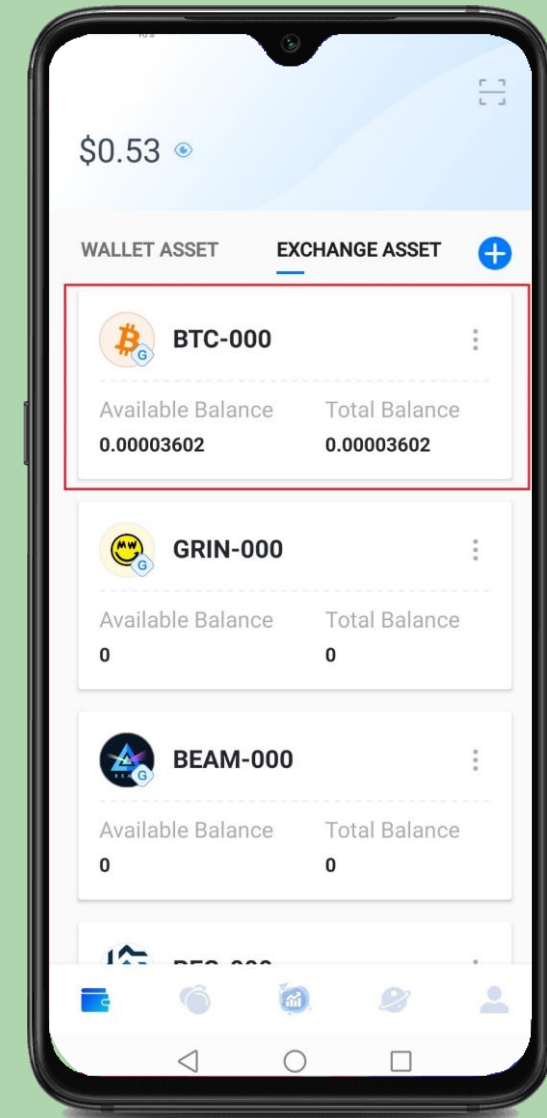 $0.53
WALLET ASSET EXCHANGE ASSET
BTC-000
Available Balance Total Balance
0.00003602 0.00003602
GRIN-000
Available Balance Total Balance
0 0
BEAM-000
Available Balance Total Balance
0 0